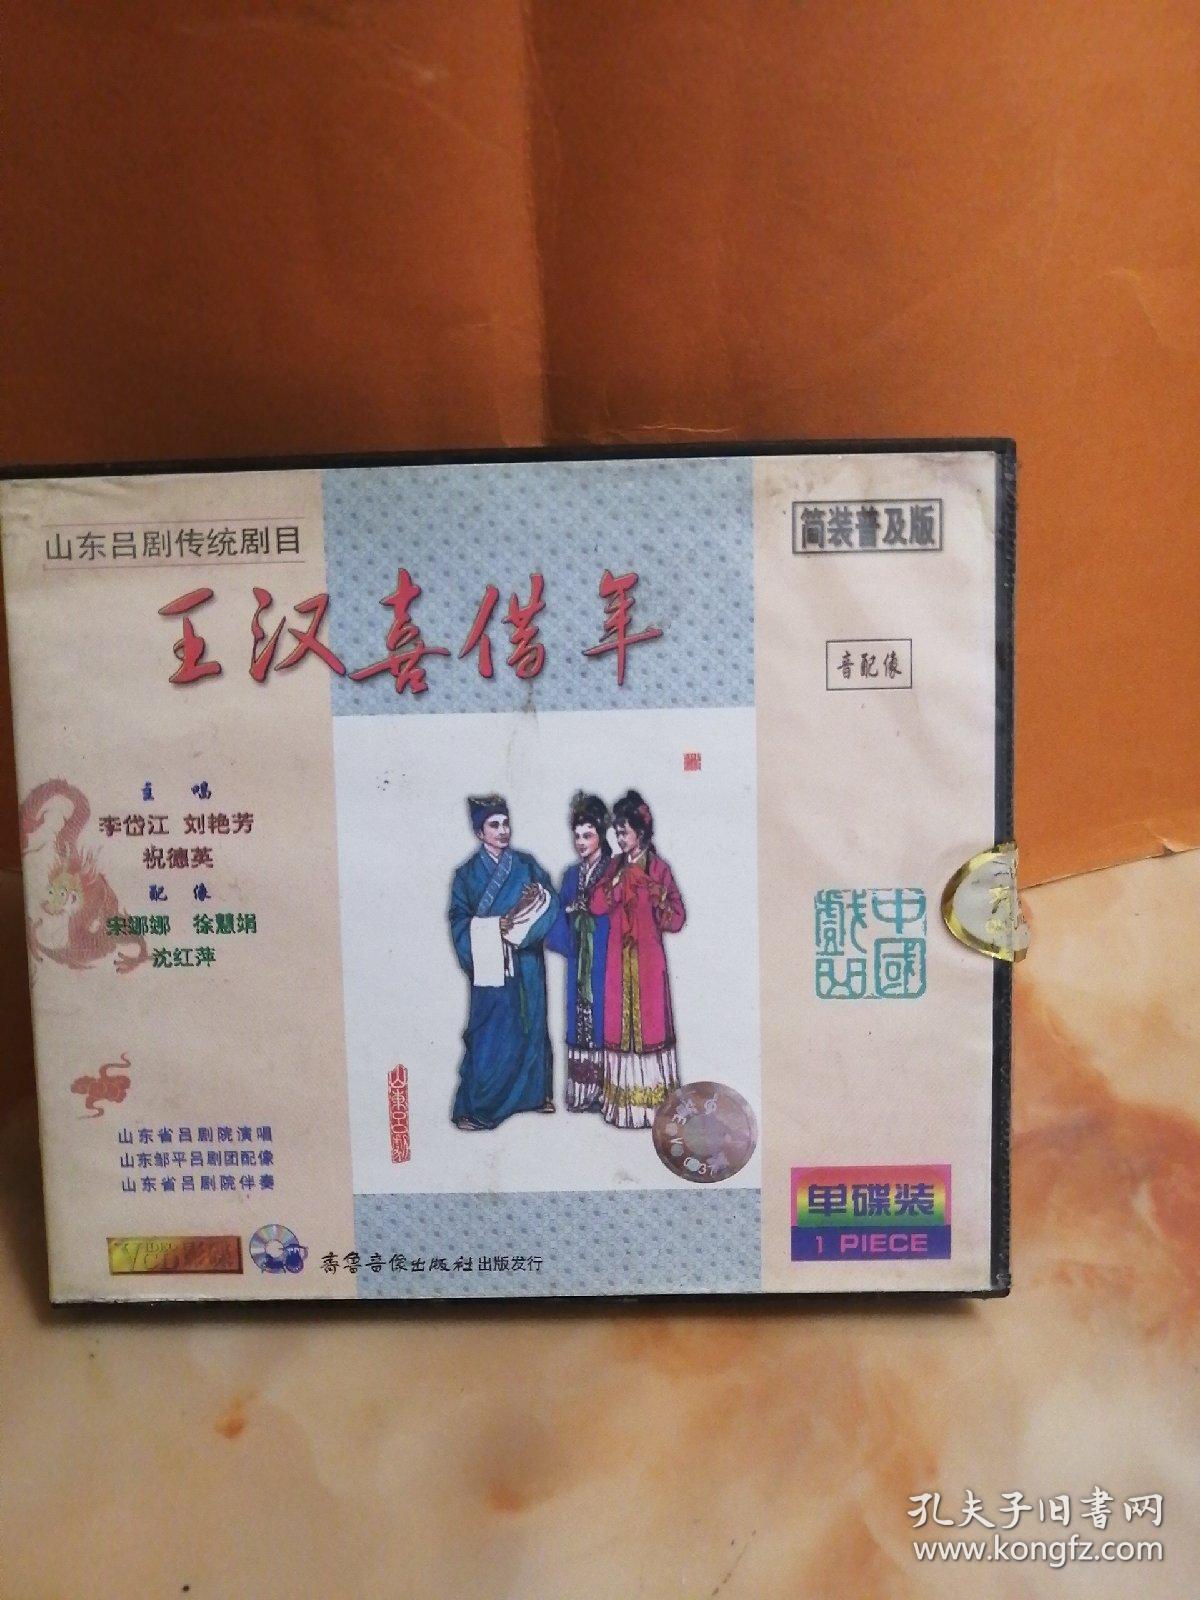 山东吕剧传统剧目
简装普及版
王汉喜借年
音配像
主唱
李岱江 刘艳芳
祝德英
配像
宋娜娜 徐慧娟
沈红萍
中國戲曲
山東呂劇
山东省吕剧院演唱
山东邹平吕剧团配像
山东省吕剧院伴奏
单碟装
1 PIECE
齐鲁音像出版社出版发行
孔夫子旧书网
www.kongfz.com